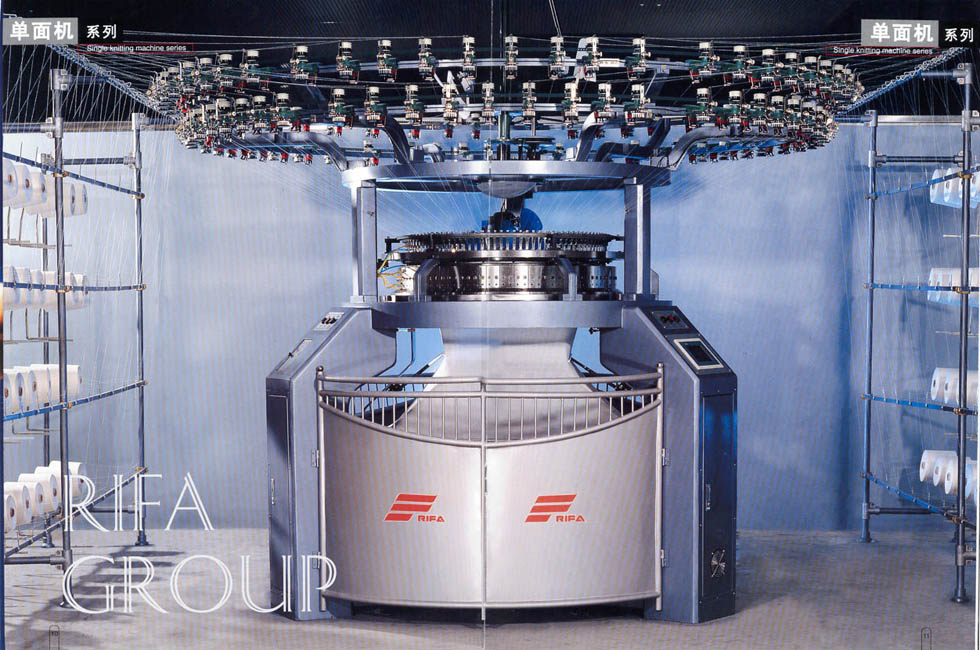 单面机 系列
Single knitting machine series
单面机 系列
Single knitting machine series
RIFA
RIFA
RIFA
GROUP